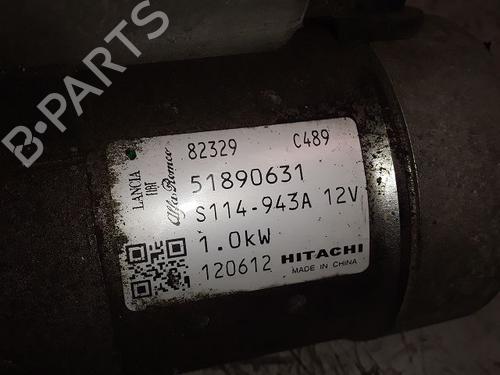 B-PARTS
82329 C489
LANCIA
FIAT
Alfa Romeo
51890631
S114-943A 12V
1.0kW
120612 HITACHI
MADE IN CHINA